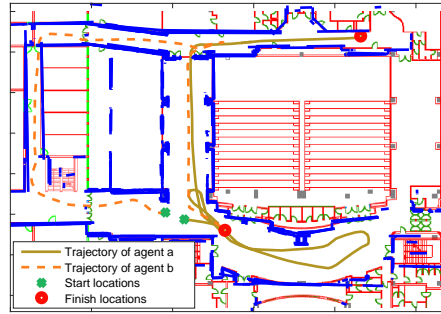 Trajectory of agent a
Trajectory of agent b
Start locations
Finish locations